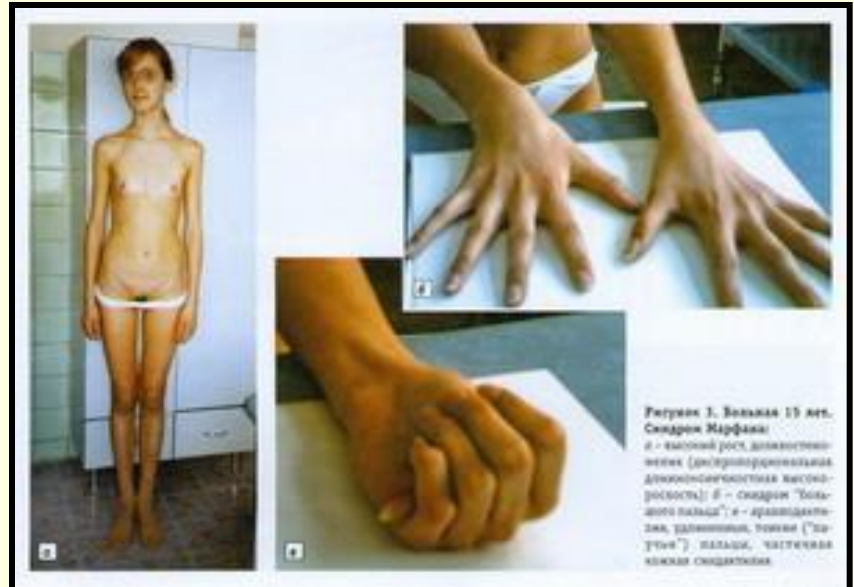 Рисунок 3. Больная 15 лет.
Синдром Марфана:
а – высокий рост, долихостено-
мелия (диспропорциональная
высоко-
рослость); б – синдром "боль-
шого пальца"; в – арахнодакти-
лия, удлиненные, тонкие ("па-
учьи") пальцы, частичная
кожная синдактилия
а
в